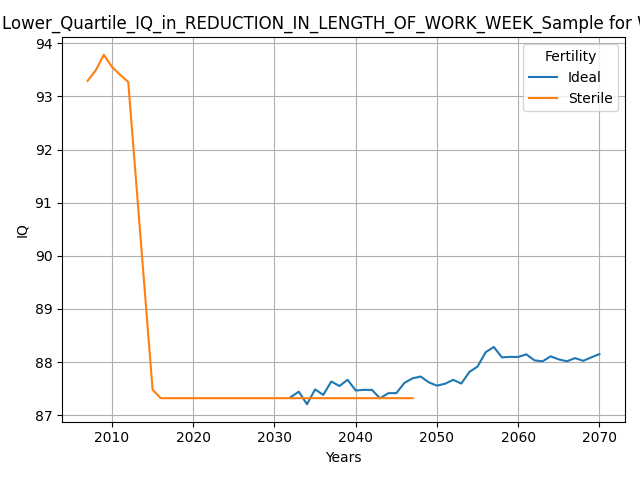 Lower_Quartile_IQ_in_REDUCTION_IN_LENGTH_OF_WORK_WEEK_Sample for
94
93
92
91
90
89
88
87
IQ
Fertility
Ideal
Sterile
2010 2020 2030 2040 2050 2060 2070
Years